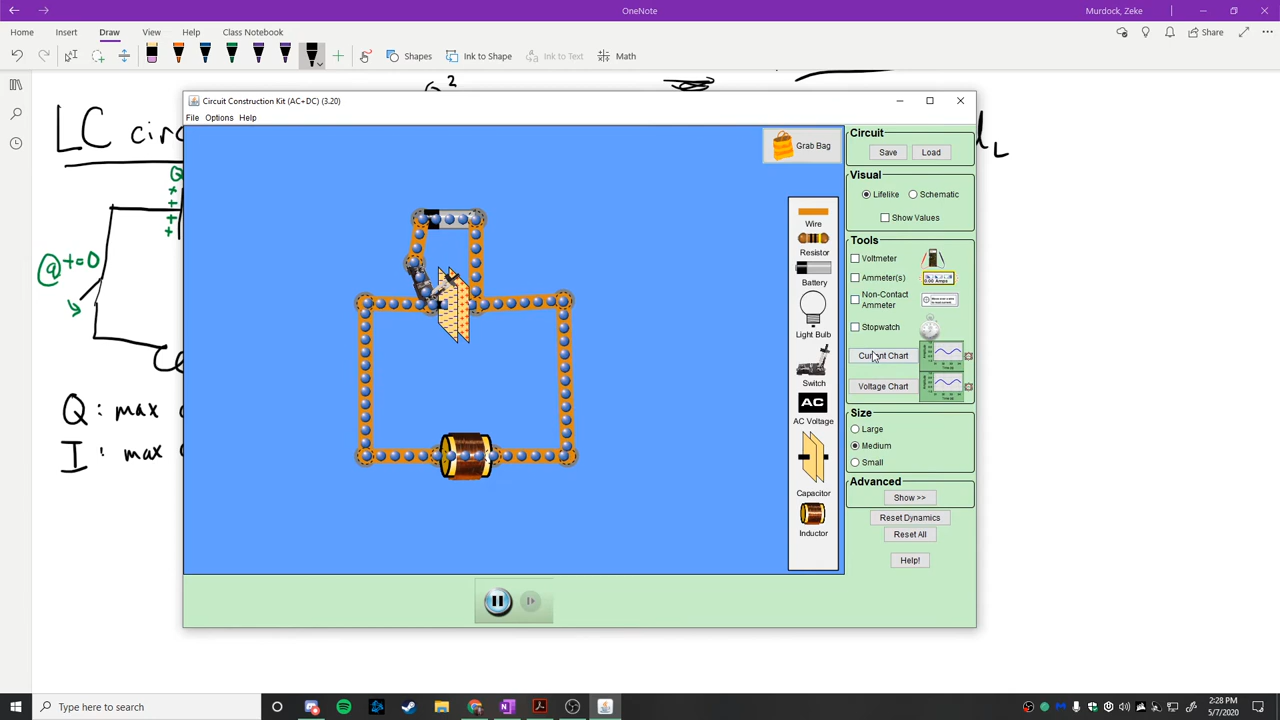 OneNote
Murdock, Zeke
Home Insert Draw View Help Class Notebook
Share
Shapes Ink to Shape Ink to Text Math
LC circ
L
Q
+
+
+
+
@t=0
Q: max
I: max
Circuit Construction Kit (AC+DC) (3.20)
File Options Help
Grab Bag
Wire
Resistor
Battery
Light Bulb
Switch
AC
AC Voltage
Capacitor
Inductor
Circuit
Save Load
Visual
Lifelike Schematic
Show Values
Tools
Voltmeter
Ammeter(s)
Non-Contact
Ammeter
Stopwatch
Current Chart
Voltage Chart
Size
Large
Medium
Small
Advanced
Show >>
Reset Dynamics
Reset All
Help!
Type here to search
2:28 PM
5/7/2020